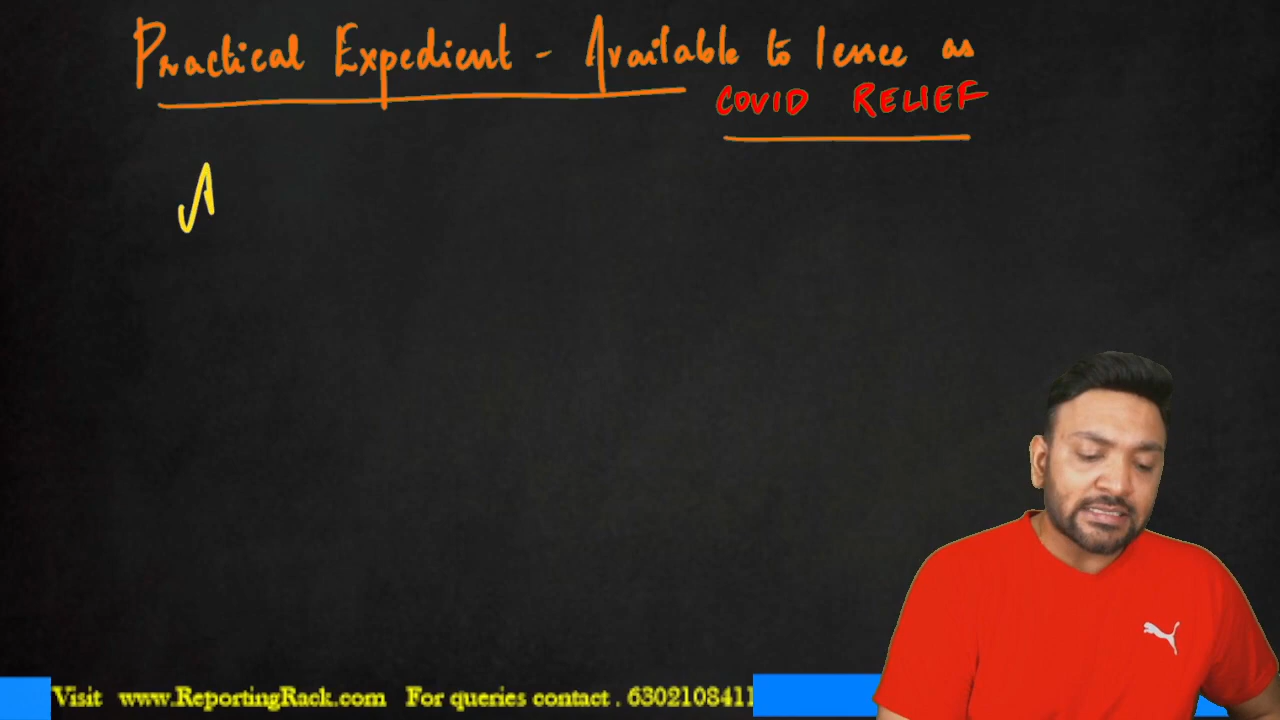 Practical Expedient - Available to lessee as
COVID RELIEF
Visit www.ReportingRack.com For queries contact . 6302108411